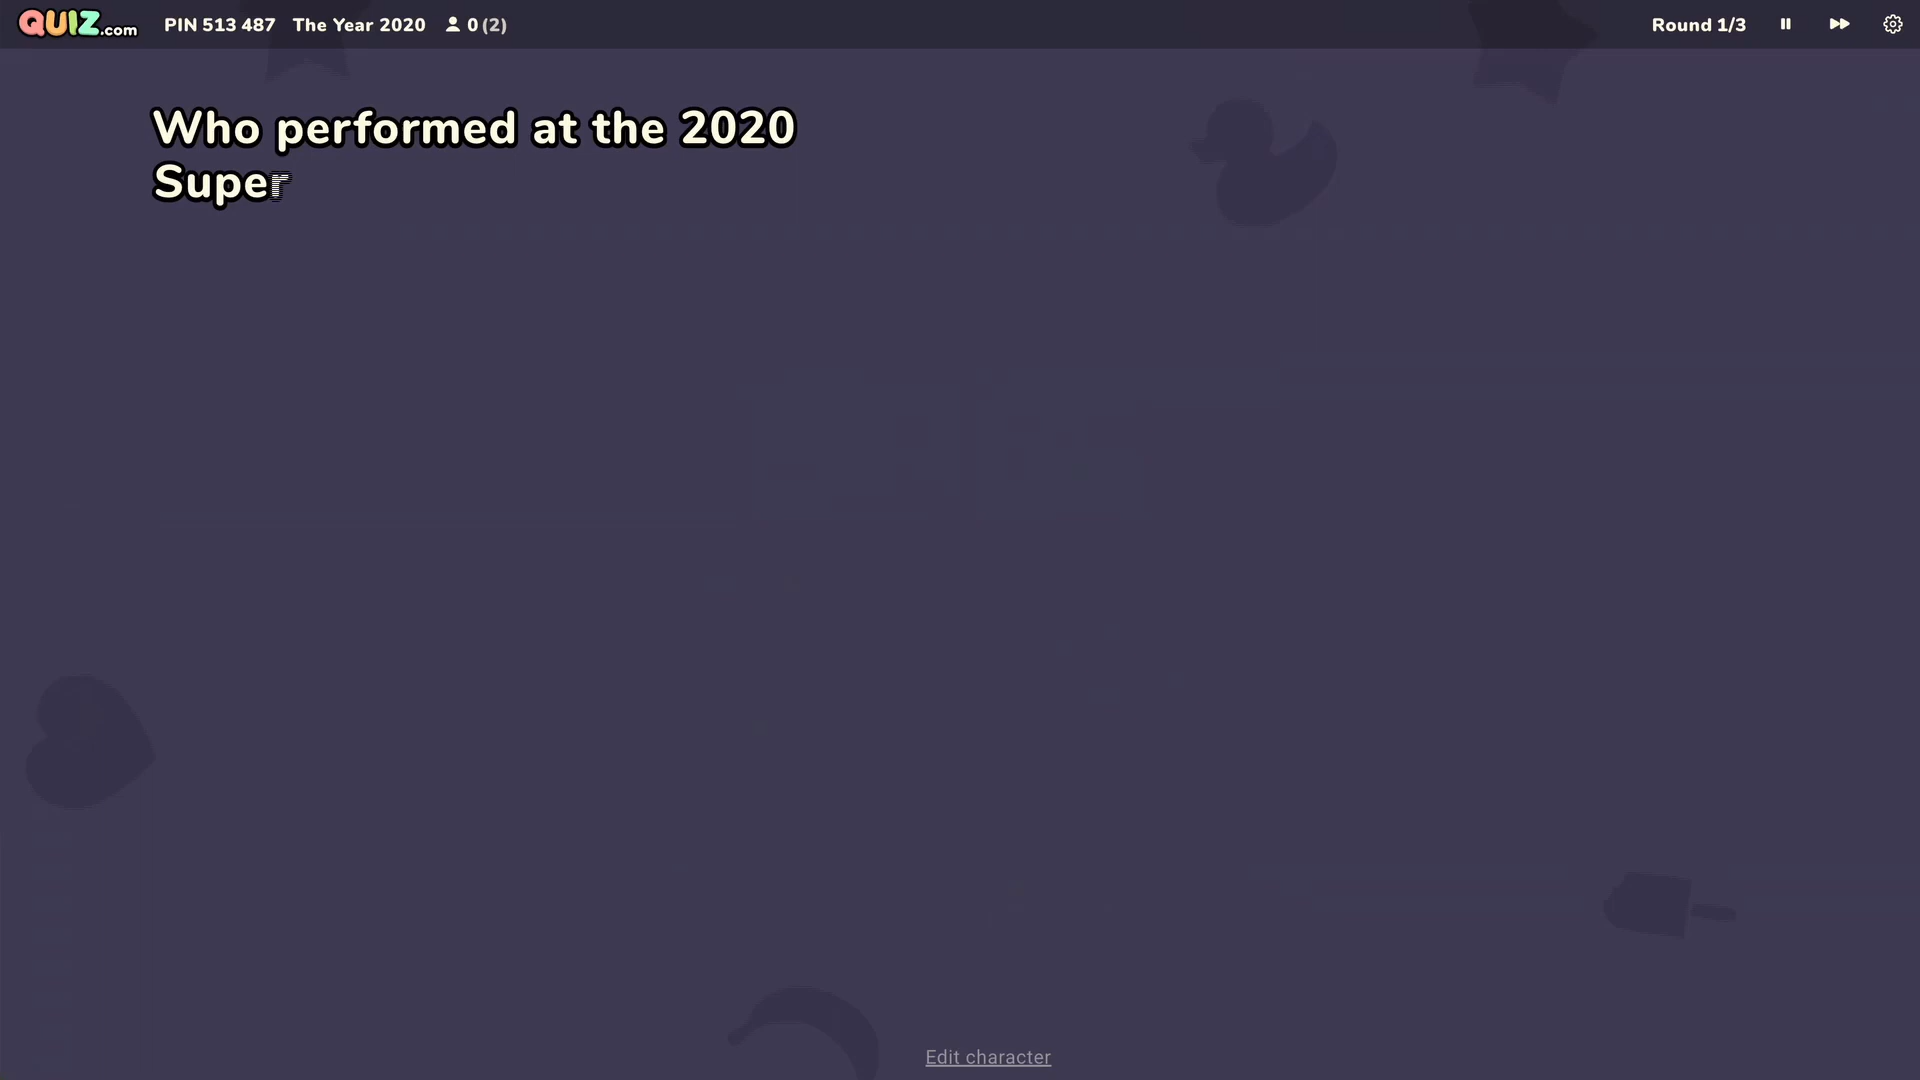 QUIZ.com PIN 513 487 The Year 2020 0 (2) Round 1/3
Who performed at the 2020
Super
Edit character